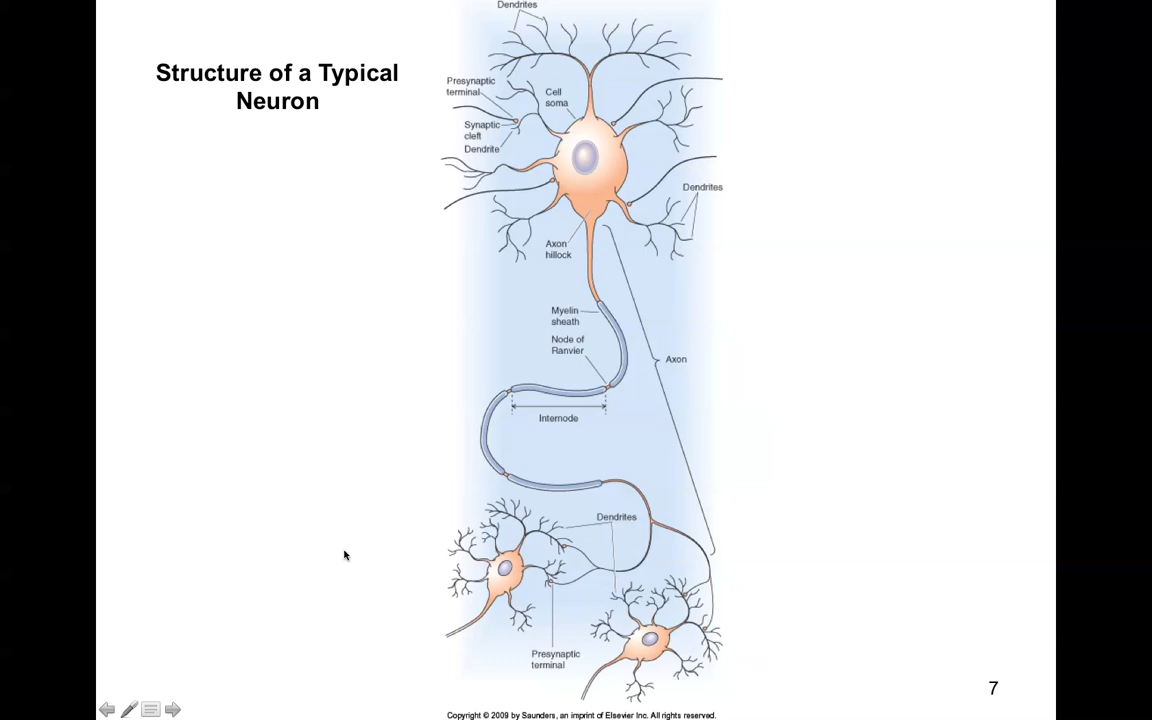 Dendrites
Structure of a Typical
Neuron
Presynaptic
terminal
Cell
soma
Synaptic
cleft
Dendrite
Dendrites
Axon
hillock
Myelin
sheath
Node of
Ranvier
Axon
Internode
Dendrites
Presynaptic
terminal
7
Copyright © 2009 by Saunders, an imprint of Elsevier Inc. All rights reserved.